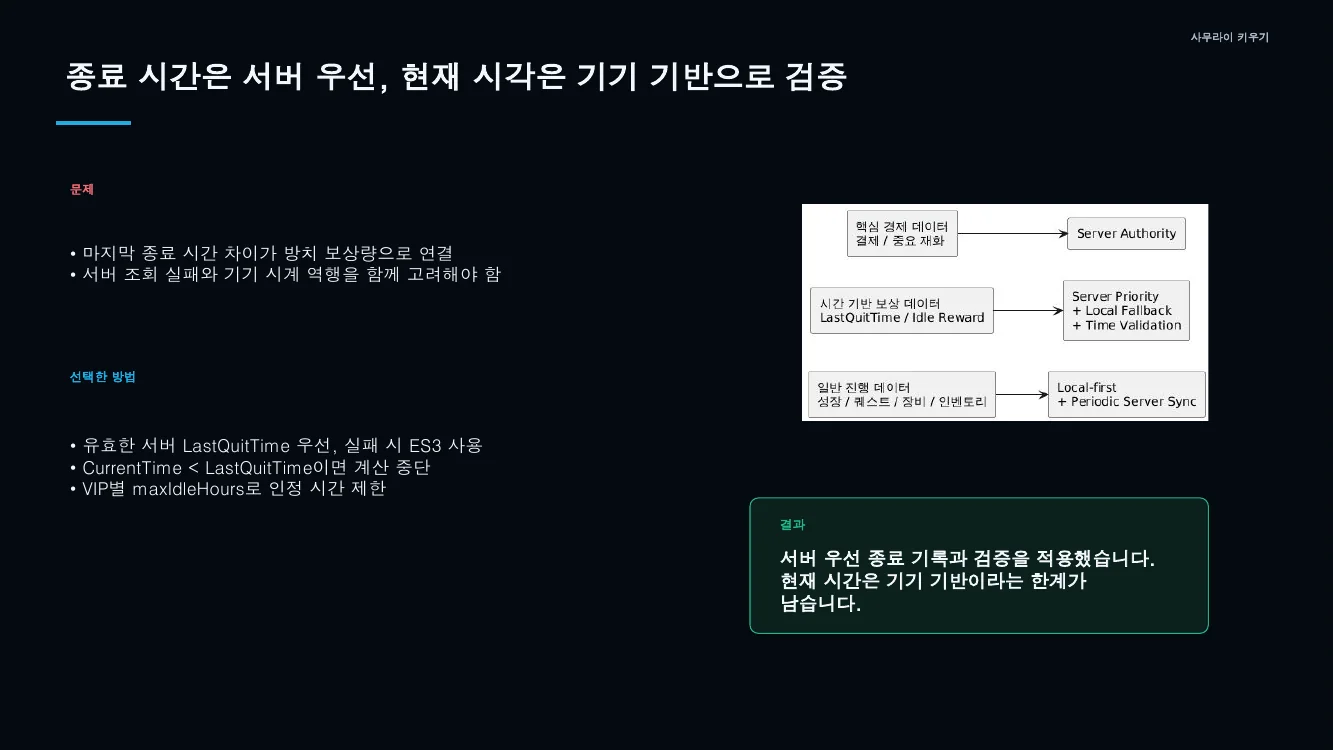 사무라이 키우기
종료 시간은 서버 우선, 현재 시각은 기기 기반으로 검증
문제
• 마지막 종료 시간 차이가 방치 보상량으로 연결
• 서버 조회 실패와 기기 시계 역행을 함께 고려해야 함
선택한 방법
• 유효한 서버 LastQuitTime 우선, 실패 시 ES3 사용
• CurrentTime < LastQuitTime이면 계산 중단
• VIP별 maxIdleHours로 인정 시간 제한
핵심 경제 데이터
결제 / 중요 재화
Server Authority
시간 기반 보상 데이터
LastQuitTime / Idle Reward
Server Priority
+ Local Fallback
+ Time Validation
일반 진행 데이터
성장 / 퀘스트 / 장비 / 인벤토리
Local-first
+ Periodic Server Sync
결과
서버 우선 종료 기록과 검증을 적용했습니다.
현재 시간은 기기 기반이라는 한계가
남습니다.